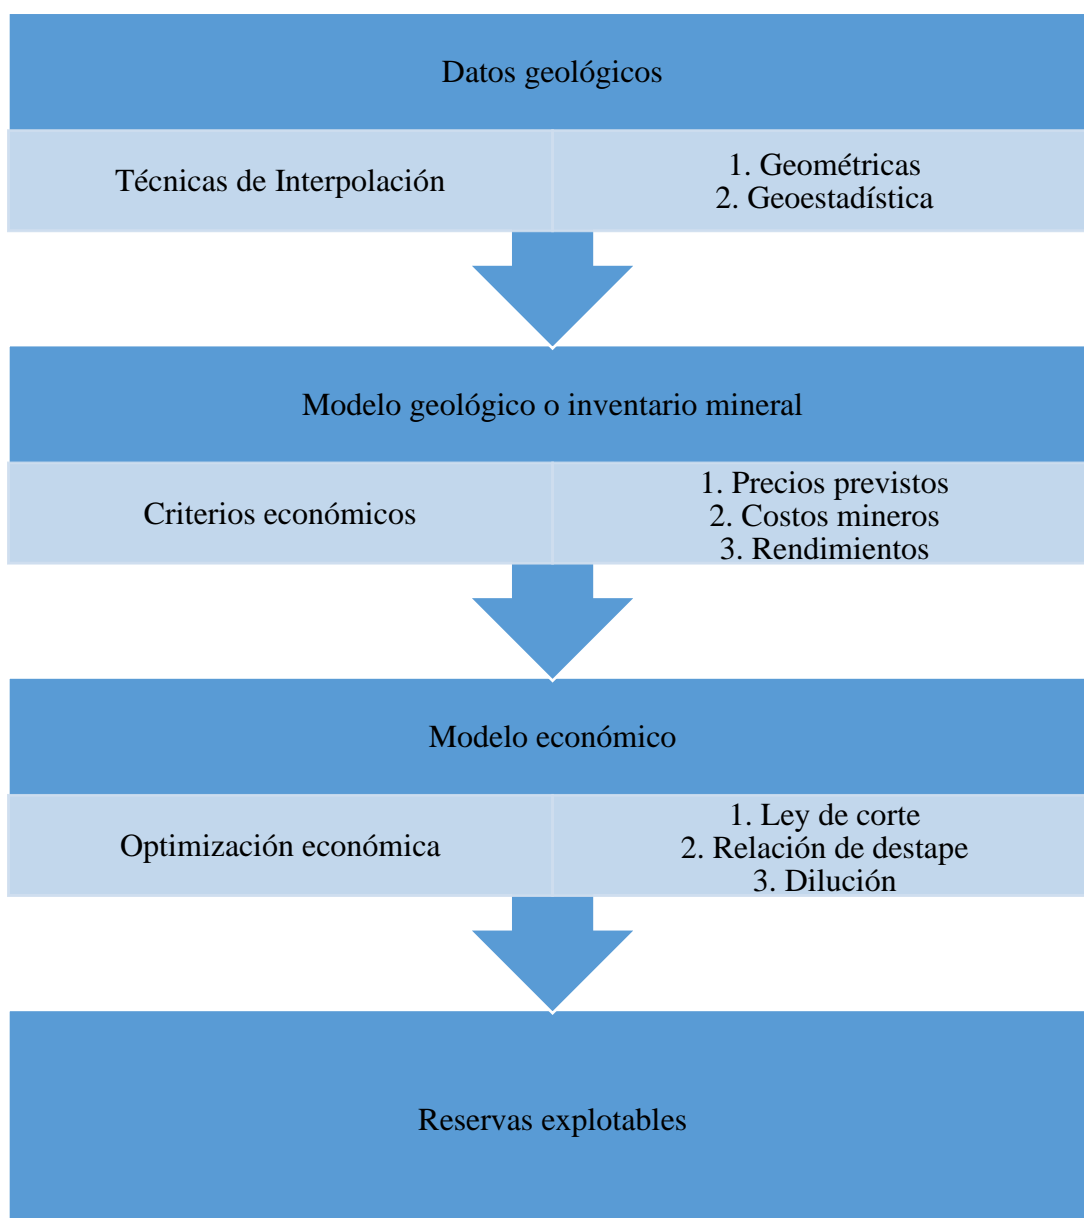 Datos geológicos
Técnicas de Interpolación
1. Geométricas
2. Geoestadística
Modelo geológico o inventario mineral
Criterios económicos
1. Precios previstos
2. Costos mineros
3. Rendimientos
Modelo económico
Optimización económica
1. Ley de corte
2. Relación de destape
3. Dilución
Reservas explotables